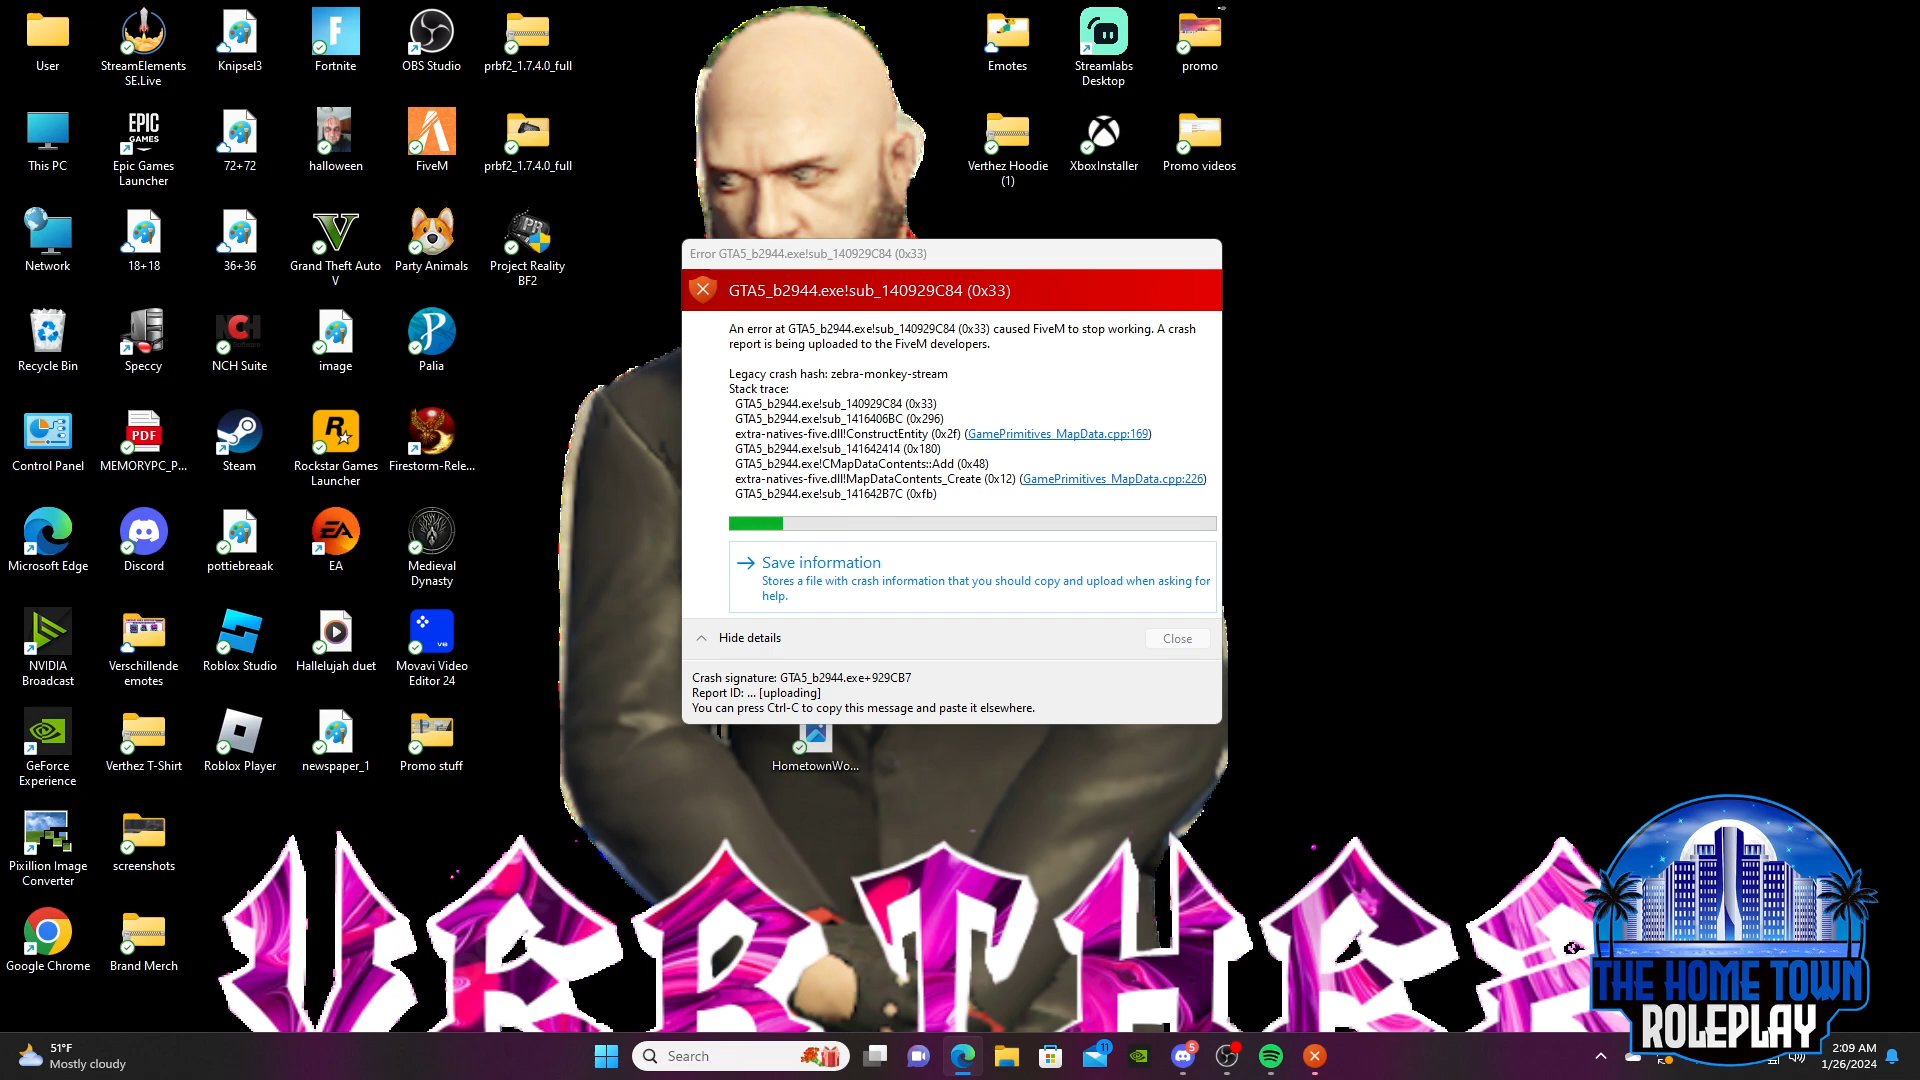 User
StreamElements
SE.Live
Knipsel3
Fortnite
OBS Studio
prbf2_1.7.4.0_full
Emotes
Streamlabs
Desktop
promo
This PC
EPIC
GAMES
Epic Games
Launcher
72+72
halloween
FiveM
prbf2_1.7.4.0_full
Verthez Hoodie
(1)
XboxInstaller
Promo videos
Network
18+18
36+36
Grand Theft Auto
V
Party Animals
PR
Project Reality
BF2
Recycle Bin
Speccy
NCH
NCH Suite
image
Palia
Control Panel
PDF
MEMORYPC_P...
Steam
Rockstar Games
Launcher
Firestorm-Rele...
Microsoft Edge
Discord
pottiebreaak
EA
EA
Medieval
Dynasty
NVIDIA
Broadcast
Verschillende
emotes
Roblox Studio
Hallelujah duet
Movavi Video
Editor 24
GeForce
Experience
Verthez T-Shirt
Roblox Player
newspaper_1
Promo stuff
HometownWo...
Pixillion Image
Converter
screenshots
Google Chrome
Brand Merch
Error GTA5_b2944.exe!sub_140929C84 (0x33)
GTA5_b2944.exe!sub_140929C84 (0x33)
An error at GTA5_b2944.exe!sub_140929C84 (0x33) caused FiveM to stop working. A crash
report is being uploaded to the FiveM developers.
Legacy crash hash: zebra-monkey-stream
Stack trace:
GTA5_b2944.exe!sub_140929C84 (0x33)
GTA5_b2944.exe!sub_1416406BC (0x296)
extra-natives-five.dll!ConstructEntity (0x2f) (GamePrimitives_MapData.cpp:169)
GTA5_b2944.exe!sub_141642414 (0x180)
GTA5_b2944.exe!CMapDataContents::Add (0x48)
extra-natives-five.dll!MapDataContents_Create (0x12) (GamePrimitives_MapData.cpp:226)
GTA5_b2944.exe!sub_141642B7C (0xfb)
Save information
Stores a file with crash information that you should copy and upload when asking for
help.
Hide details
Close
Crash signature: GTA5_b2944.exe+929CB7
Report ID: ... [uploading]
You can press Ctrl-C to copy this message and paste it elsewhere.
VERTHEZ
THE HOME TOWN
ROLEPLAY
51°F
Mostly cloudy
Search
11
5
2:09 AM
1/26/2024